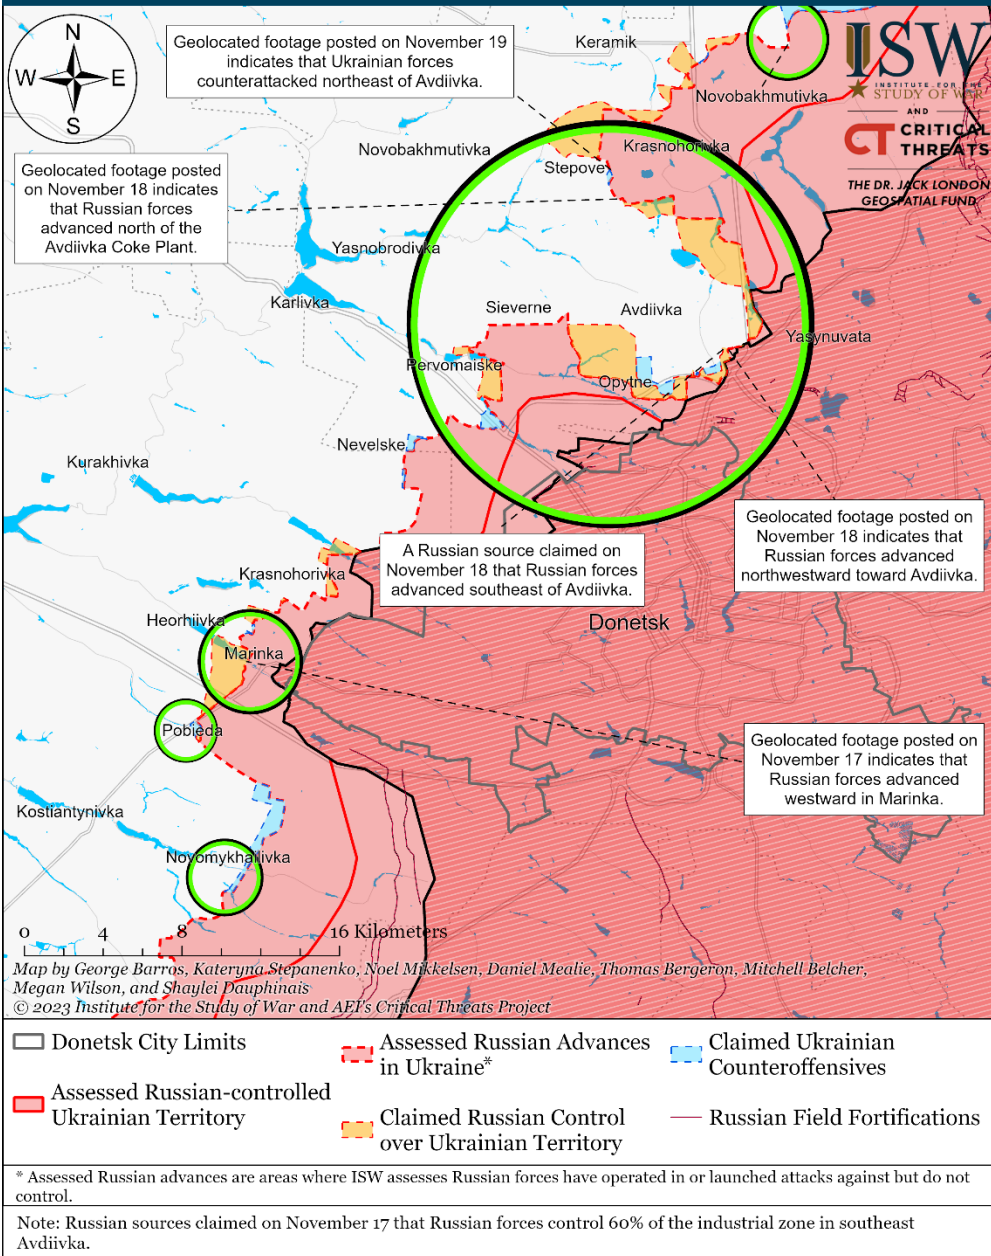 N
W
E
S
Geolocated footage posted on November 19
indicates that Ukrainian forces
counterattacked northeast of Avdiivka.
Keramik
ISW
INSTITUTE FOR THE
STUDY OF WAR
AND
CT CRITICAL
THREATS
THE DR. JACK LONDON
GEOSPATIAL FUND
Novobakhmutivka
Novobakhmutivka
Krasnohorivka
Stepove
Geolocated footage posted
on November 18 indicates
that Russian forces
advanced north of the
Avdiivka Coke Plant.
Yasnobrodivka
Karlivka
Sieverne
Avdiivka
Yasynuvata
Pervomaiske
Opytne
Nevelske
Kurakhivka
Geolocated footage posted on
November 18 indicates that
Russian forces advanced
northwestward toward Avdiivka.
A Russian source claimed on
November 18 that Russian forces
advanced southeast of Avdiivka.
Krasnohorivka
Heorhiivka
Donetsk
Marinka
Pobieda
Geolocated footage posted on
November 17 indicates that
Russian forces advanced
westward in Marinka.
Kostiantynivka
Novomykhailivka
0 4 8 16 Kilometers
Map by George Barros, Kateryna Stepanenko, Noel Mikkelsen, Daniel Mealie, Thomas Bergeron, Mitchell Belcher,
Megan Wilson, and Shaylei Dauphinais
© 2023 Institute for the Study of War and AEI's Critical Threats Project
Donetsk City Limits
Assessed Russian-controlled
Ukrainian Territory
Assessed Russian Advances
in Ukraine*
Claimed Russian Control
over Ukrainian Territory
Claimed Ukrainian
Counteroffensives
Russian Field Fortifications
* Assessed Russian advances are areas where ISW assesses Russian forces have operated in or launched attacks against but do not
control.
Note: Russian sources claimed on November 17 that Russian forces control 60% of the industrial zone in southeast
Avdiivka.